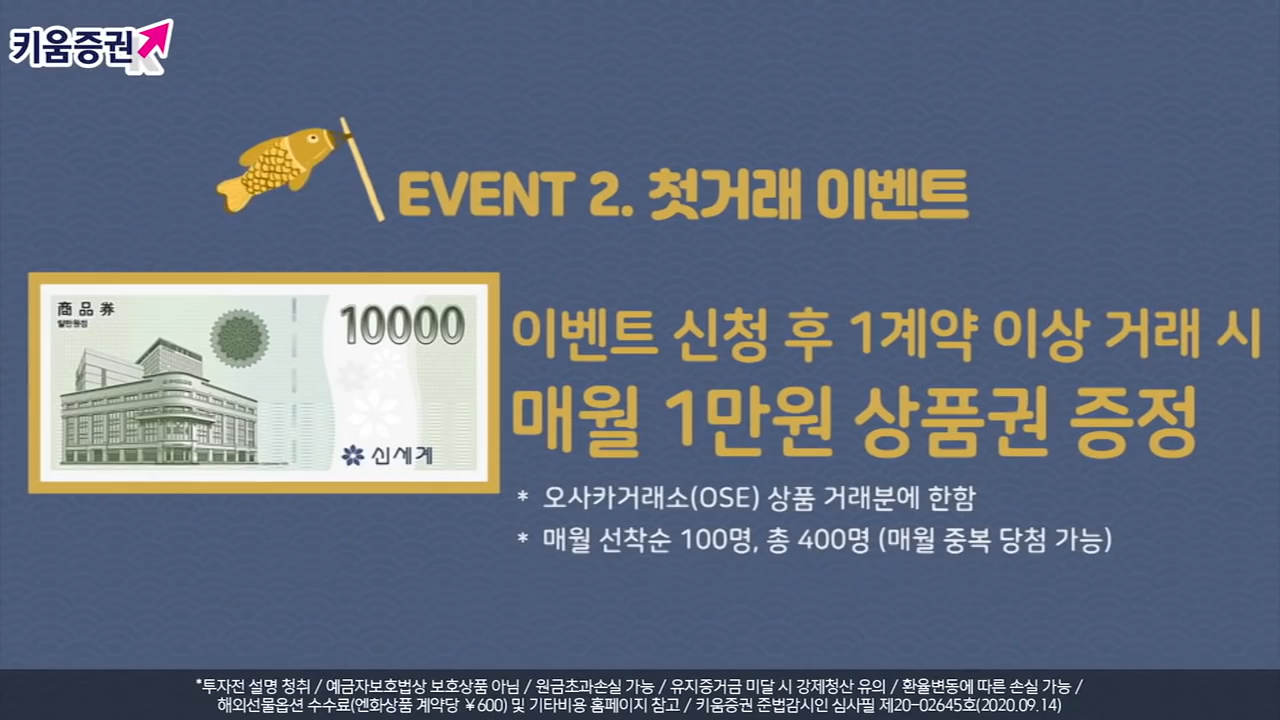 키움증권
EVENT 2. 첫거래 이벤트
商品券
10000
신세계
이벤트 신청 후 1계약 이상 거래 시
매월 1만원 상품권 증정
* 오사카거래소(OSE) 상품 거래분에 한함
* 매월 선착순 100명, 총 400명 (매월 중복 당첨 가능)
*투자전 설명 청취 / 예금자보호법상 보호상품 아님 / 원금초과손실 가능 / 유지증거금 미달 시 강제청산 유의 / 환율변동에 따른 손실 가능 /
해외선물옵션 수수료(엔화상품 계약당 ￥600) 및 기타비용 홈페이지 참고 / 키움증권 준법감시인 심사필 제20-02645호(2020.09.14)